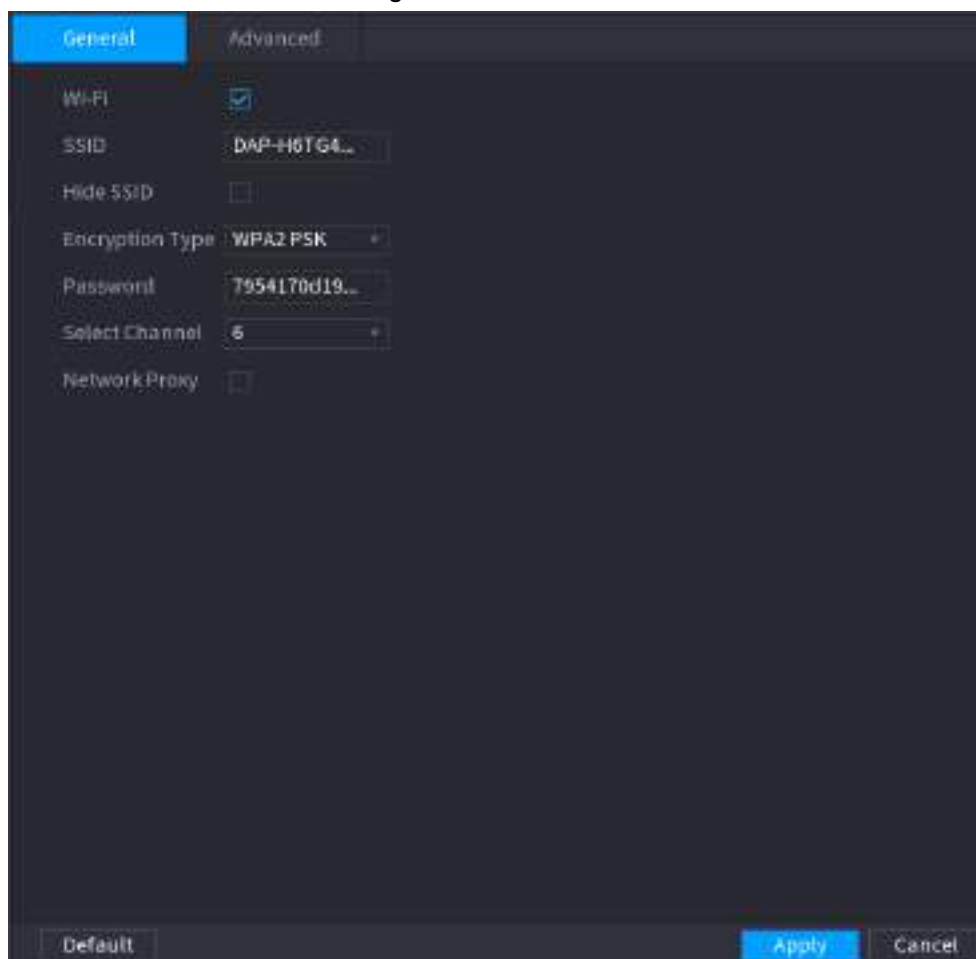 General Advanced
Wi-Fi
SSID DAP-H6TG4...
Hide SSID
Encryption Type WPA2 PSK
Password 7954170d19...
Select Channel 6
Network Proxy
Default Apply Cancel